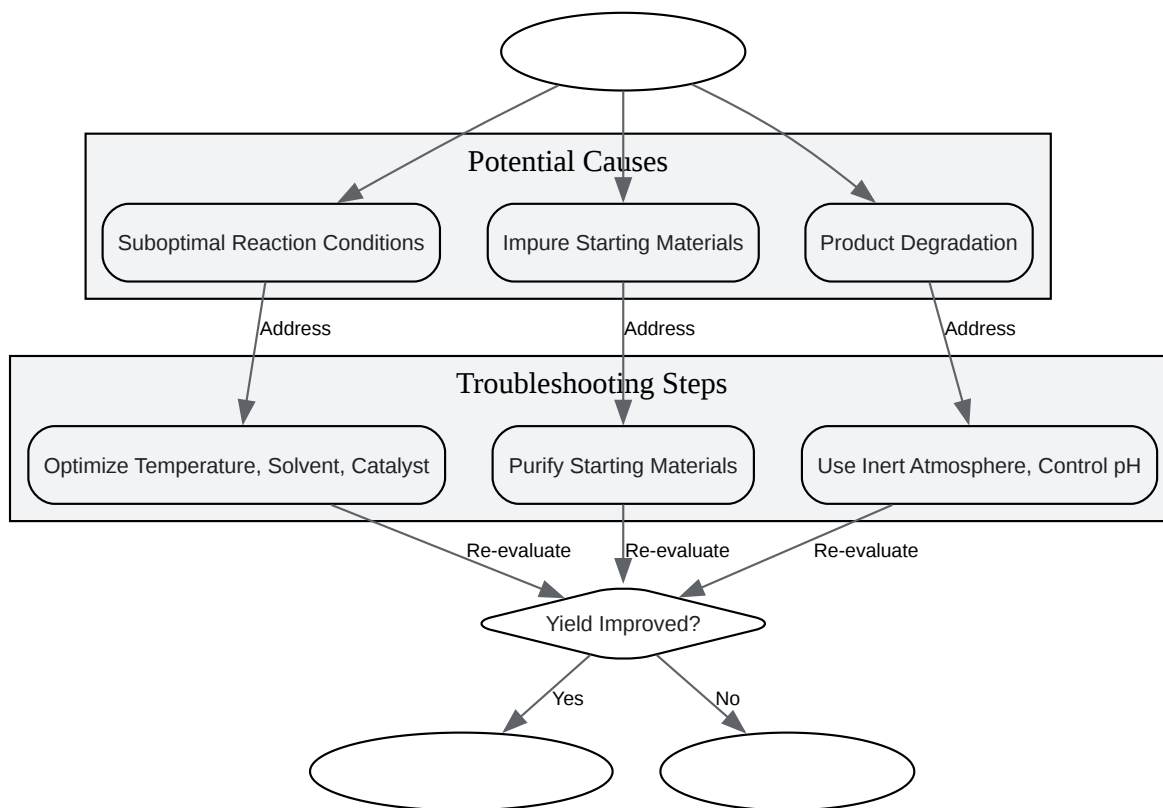 Potential Causes
Suboptimal Reaction Conditions
Impure Starting Materials
Product Degradation
Address
Address
Address
Troubleshooting Steps
Optimize Temperature, Solvent, Catalyst
Purify Starting Materials
Use Inert Atmosphere, Control pH
Re-evaluate
Re-evaluate
Re-evaluate
Yield Improved?
Yes
No